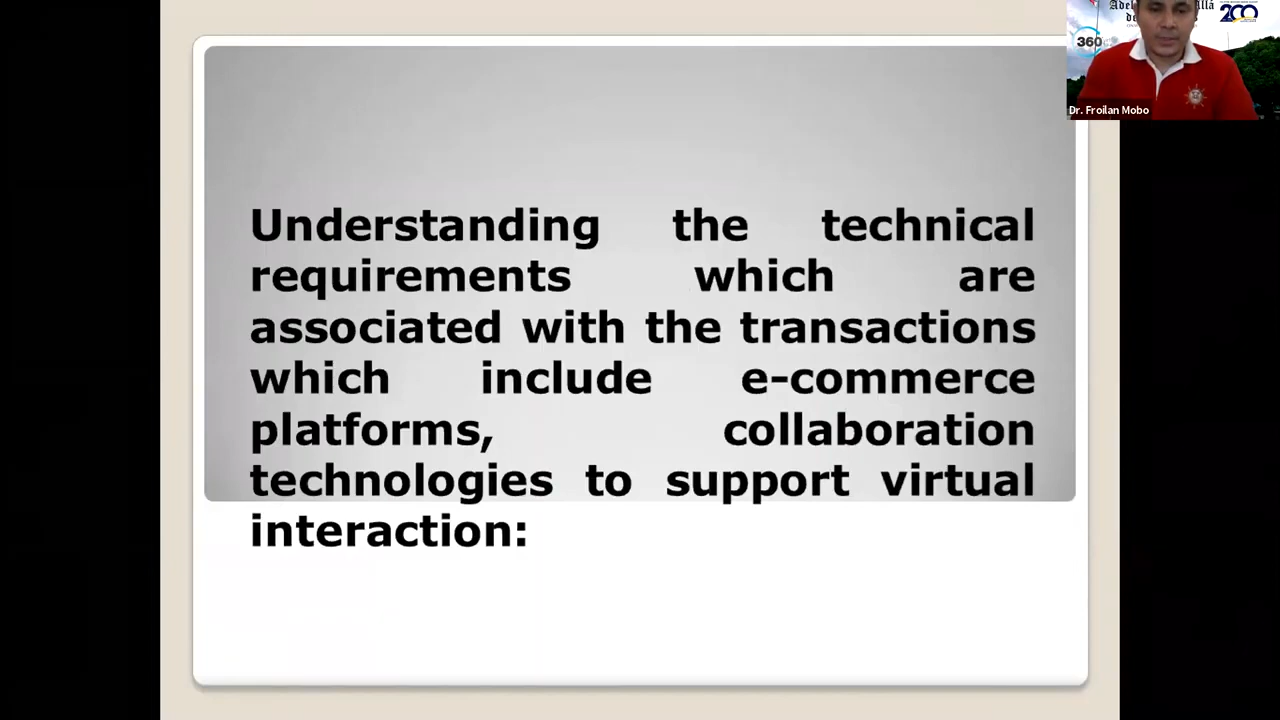 360
200
Dr. Froilan Mobo
Understanding the technical
requirements which are
associated with the transactions
which include e-commerce
platforms, collaboration
technologies to support virtual
interaction: